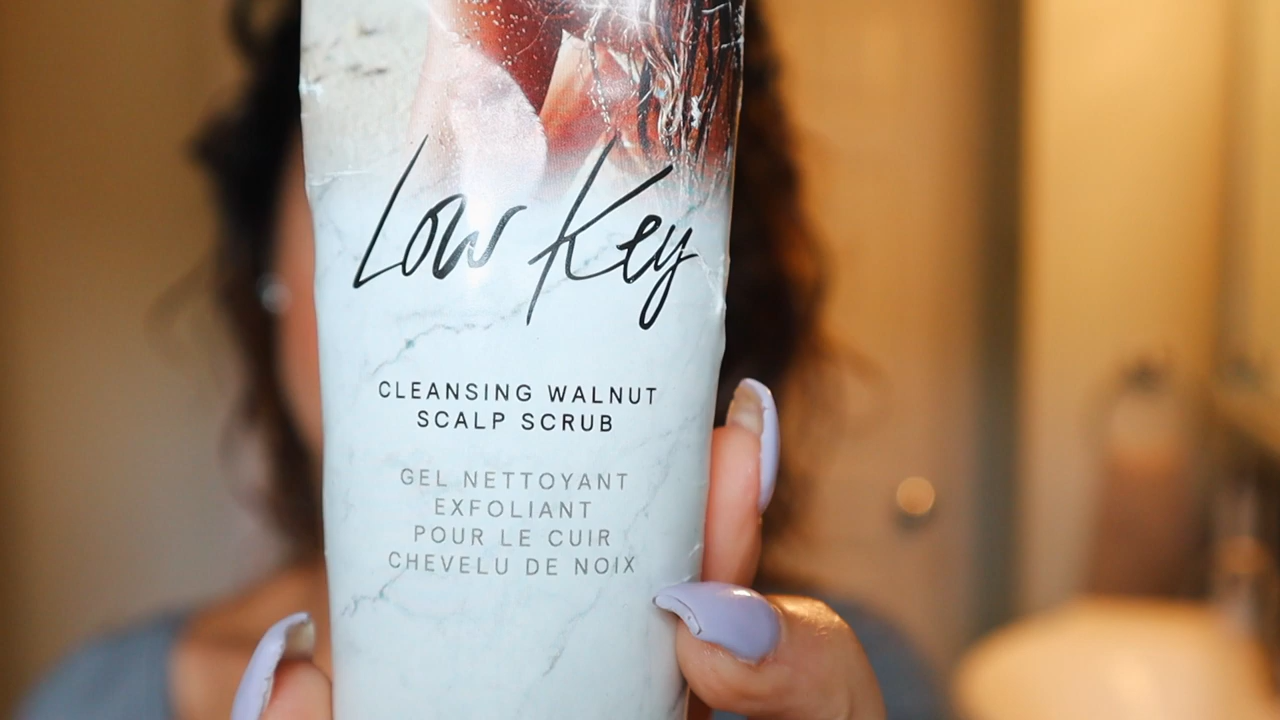 Low Key
CLEANSING WALNUT
SCALP SCRUB
GEL NETTOYANT
EXFOLIANT
POUR LE CUIR
CHEVELU DE NOIX